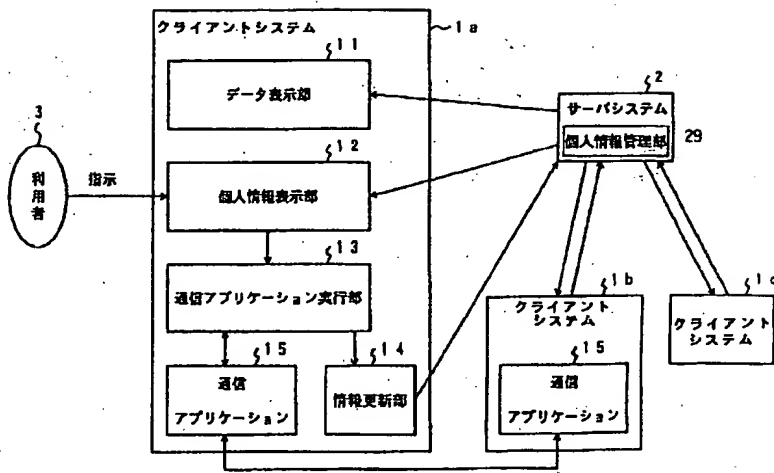 クライアントシステム
1a
11
データ表示部
2
サーバシステム
個人情報管理部
29
3
利用者
指示
12
個人情報表示部
13
通信アプリケーション実行部
15
通信
アプリケーション
14
情報更新部
1b
クライアント
システム
15
通信
アプリケーション
1c
クライアント
システム